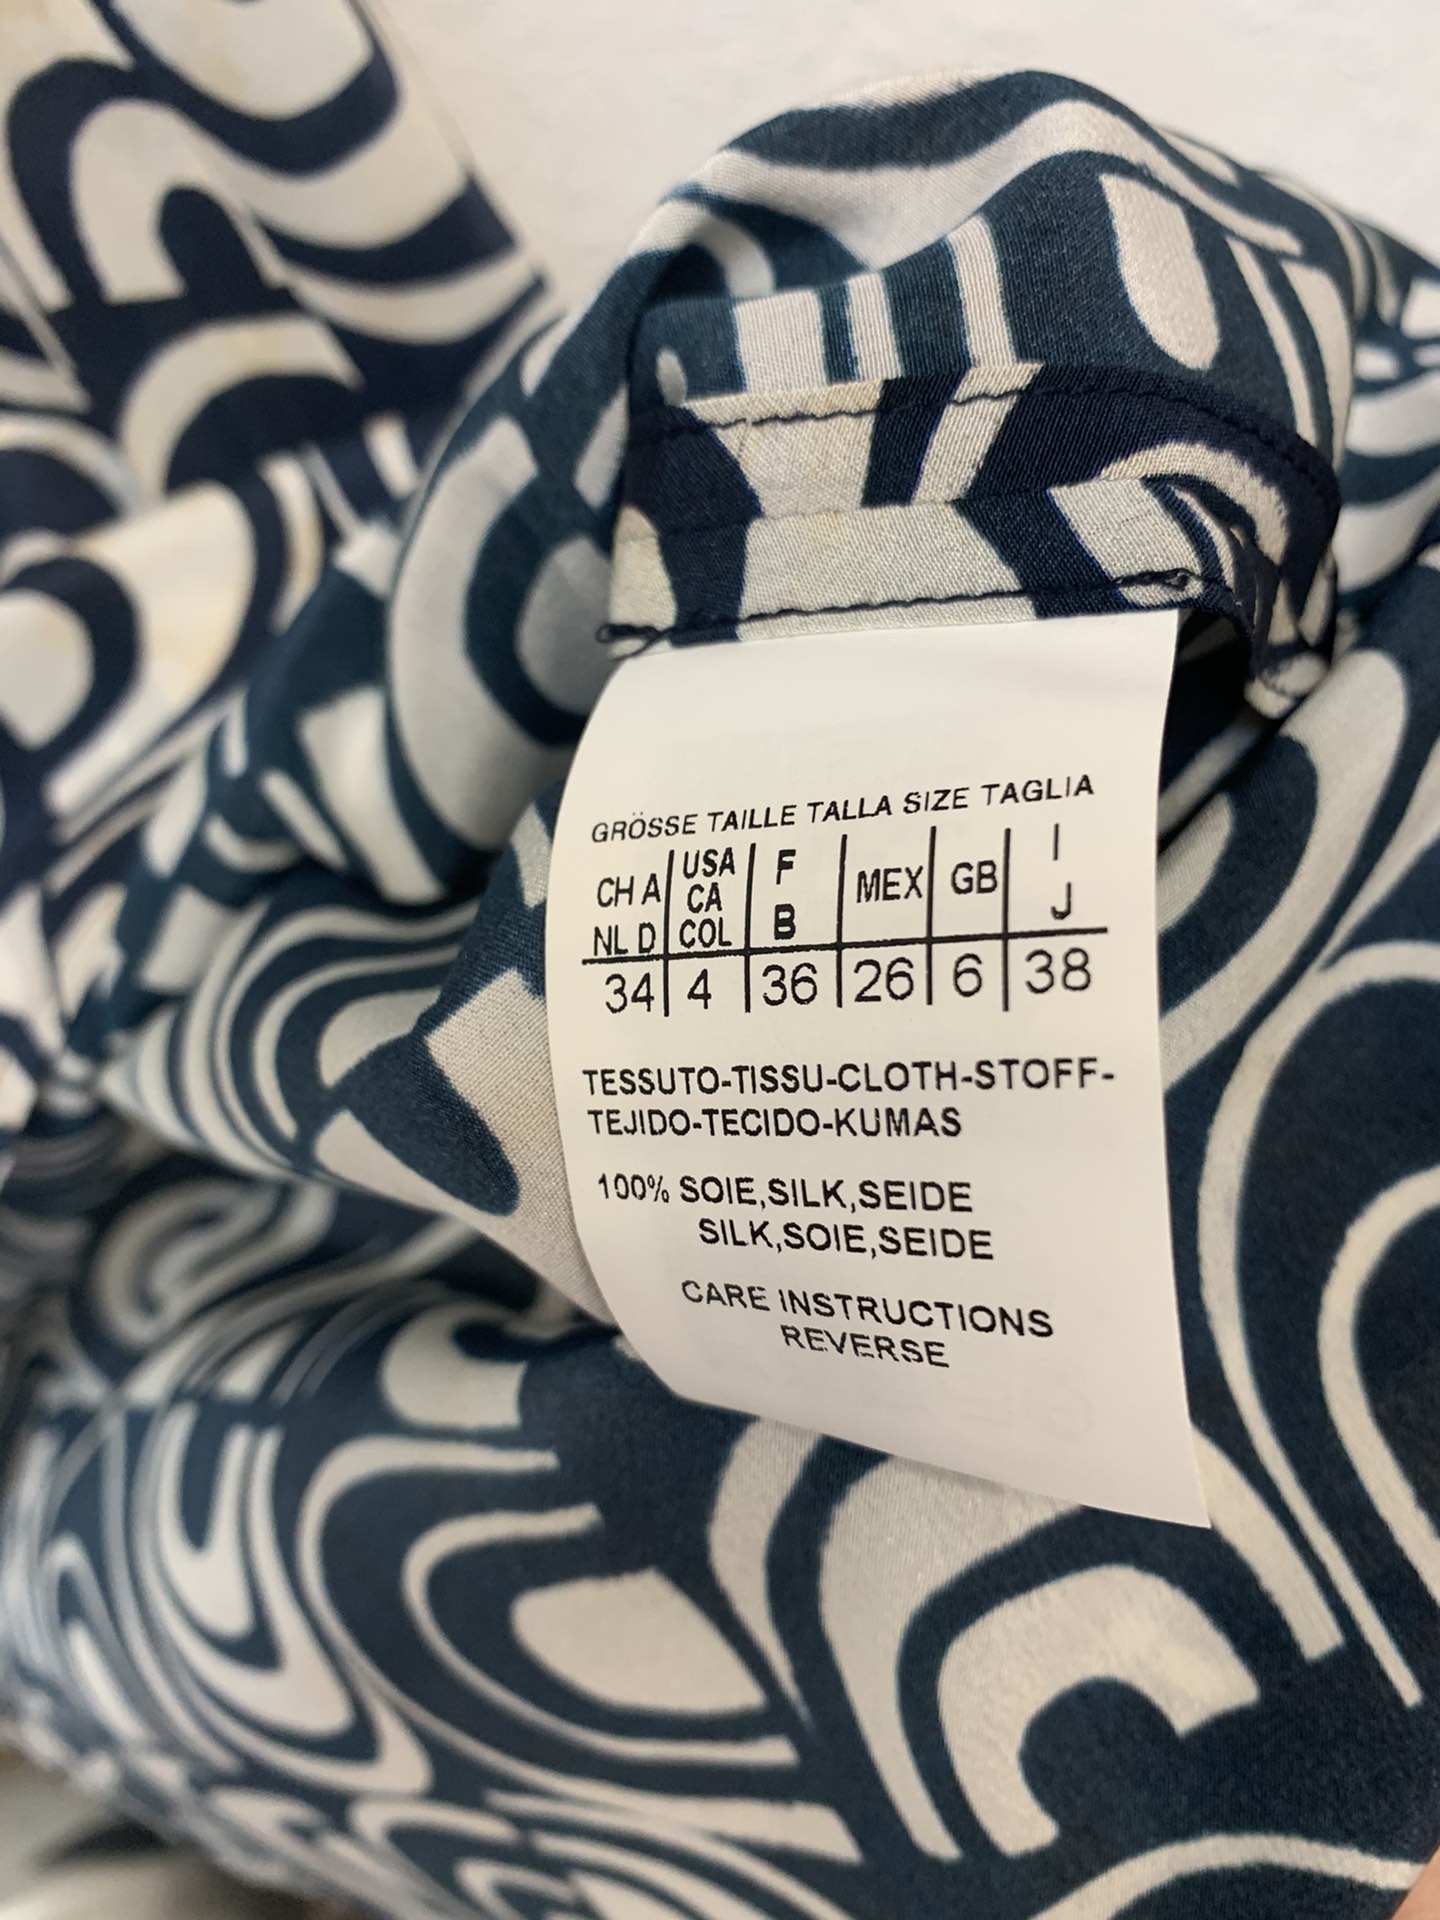 GRÖSSE TAILLE TALLA SIZE TAGLIA
CH A USA F MEX GB I
NL D CA B J
COL
34 4 36 26 6 38
TESSUTO-TISSU-CLOTH-STOFF-
TEJIDO-TECIDO-KUMAS
100% SOIE,SILK,SEIDE
SILK,SOIE,SEIDE
CARE INSTRUCTIONS
REVERSE